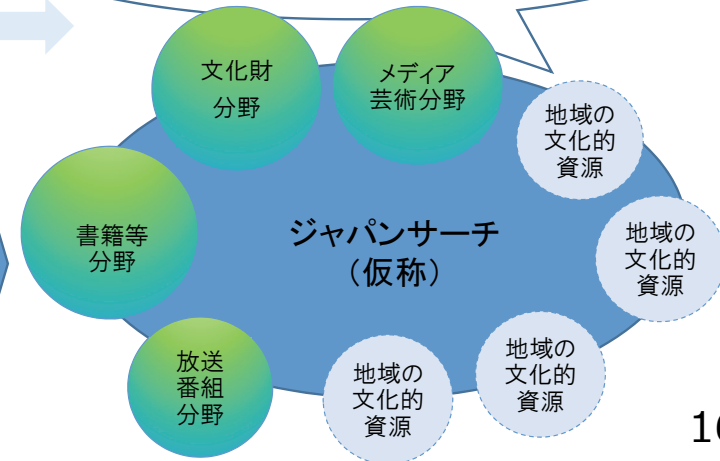 文化財
分野
メディア
芸術分野
地域の
文化的
資源
書籍等
分野
ジャパンサーチ
（仮称）
地域の
文化的
資源
放送
番組
分野
地域の
文化的
資源
地域の
文化的
資源